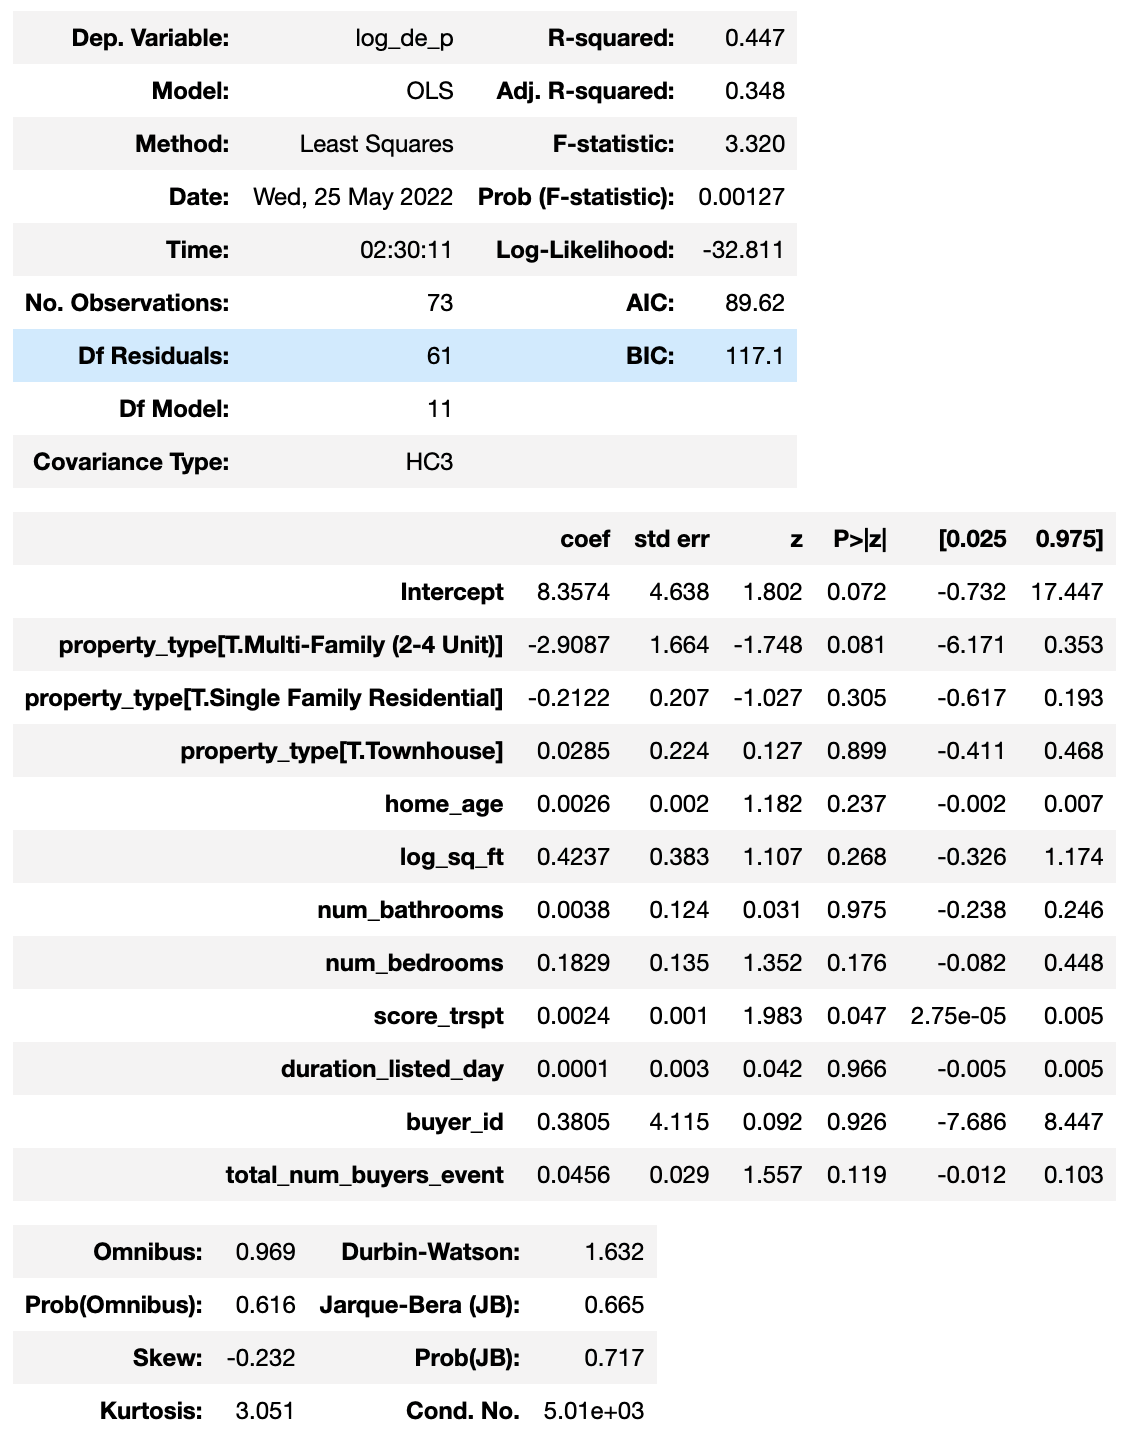 Dep. Variable: log_de_p R-squared: 0.447
Model: OLS Adj. R-squared: 0.348
Method: Least Squares F-statistic: 3.320
Date: Wed, 25 May 2022 Prob (F-statistic): 0.00127
Time: 02:30:11 Log-Likelihood: -32.811
No. Observations: 73 AIC: 89.62
Df Residuals: 61 BIC: 117.1
Df Model: 11
Covariance Type: HC3
coef std err z P>|z| [0.025 0.975]
Intercept 8.3574 4.638 1.802 0.072 -0.732 17.447
property_type[T.Multi-Family (2-4 Unit)] -2.9087 1.664 -1.748 0.081 -6.171 0.353
property_type[T.Single Family Residential] -0.2122 0.207 -1.027 0.305 -0.617 0.193
property_type[T.Townhouse] 0.0285 0.224 0.127 0.899 -0.411 0.468
home_age 0.0026 0.002 1.182 0.237 -0.002 0.007
log_sq_ft 0.4237 0.383 1.107 0.268 -0.326 1.174
num_bathrooms 0.0038 0.124 0.031 0.975 -0.238 0.246
num_bedrooms 0.1829 0.135 1.352 0.176 -0.082 0.448
score_trspt 0.0024 0.001 1.983 0.047 2.75e-05 0.005
duration_listed_day 0.0001 0.003 0.042 0.966 -0.005 0.005
buyer_id 0.3805 4.115 0.092 0.926 -7.686 8.447
total_num_buyers_event 0.0456 0.029 1.557 0.119 -0.012 0.103
Omnibus: 0.969 Durbin-Watson: 1.632
Prob(Omnibus): 0.616 Jarque-Bera (JB): 0.665
Skew: -0.232 Prob(JB): 0.717
Kurtosis: 3.051 Cond. No. 5.01e+03